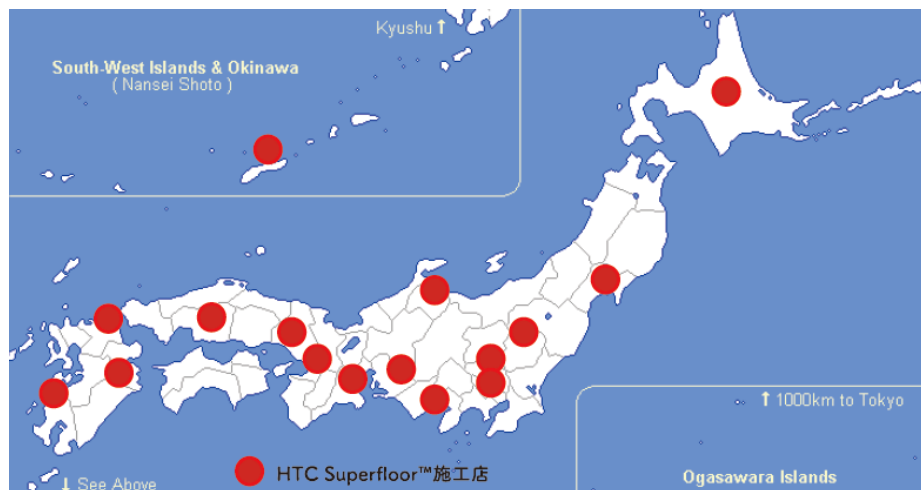 Kyushu ↑
South-West Islands & Okinawa
( Nansei Shoto )
↑ 1000km to Tokyo
Ogasawara Islands
↓ See Above
HTC Superfloor™施工店